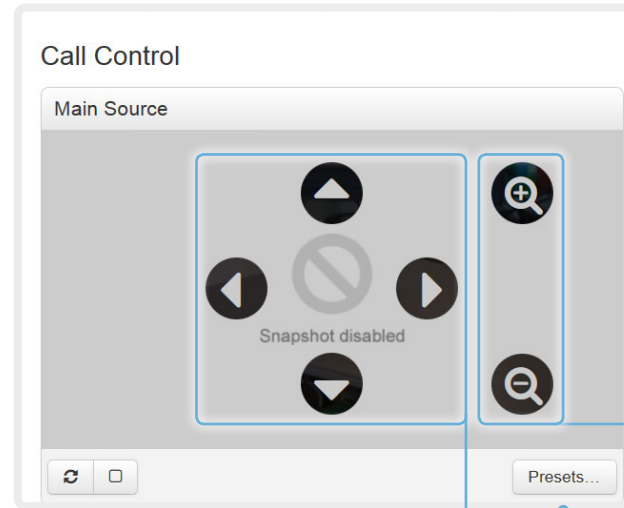 Call Control
Main Source
Snapshot disabled
Presets...